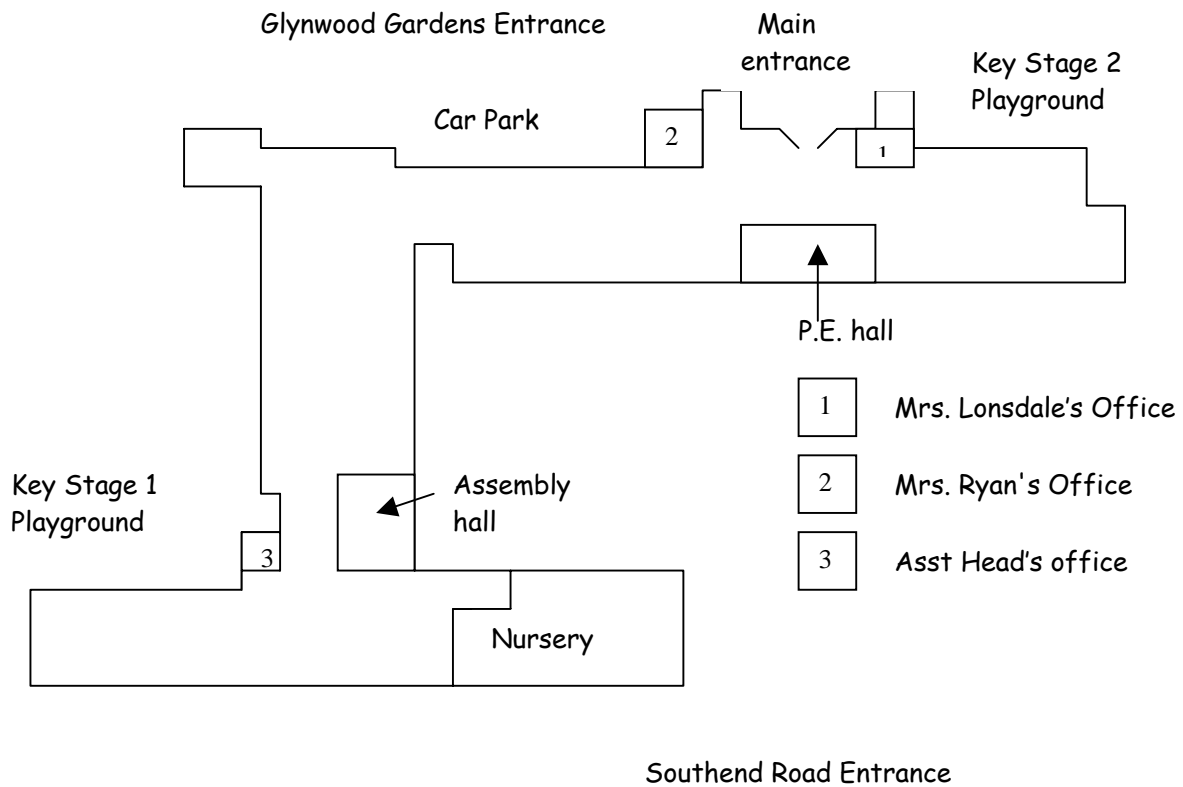 Glynwood Gardens Entrance
Main
entrance
Key Stage 2
Playground
Car Park
2
1
P.E. hall
1
Mrs. Lonsdale's Office
2
Mrs. Ryan's Office
3
Asst Head's office
Key Stage 1
Playground
3
Assembly
hall
Nursery
Southend Road Entrance